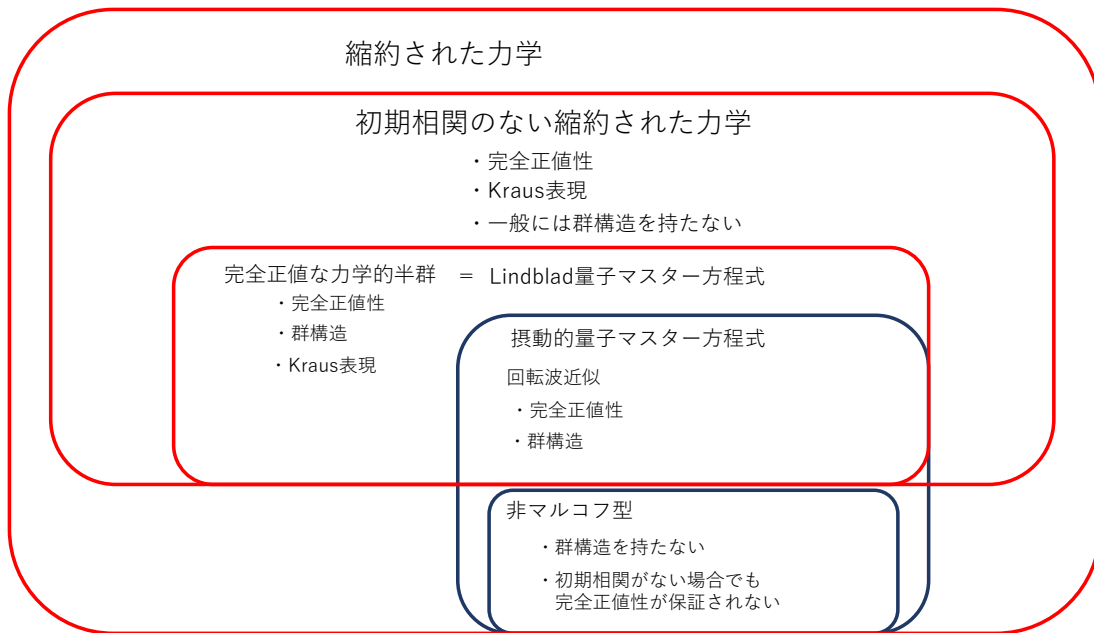 縮約された力学
初期相関のない縮約された力学
・完全正値性
・Kraus表現
・一般には群構造を持たない
完全正値な力学的半群 = Lindblad量子マスター方程式
・完全正値性
・群構造
・Kraus表現
摂動的量子マスター方程式
回転波近似
・完全正値性
・群構造
非マルコフ型
・群構造を持たない
・初期相関がない場合でも
完全正値性が保証されない